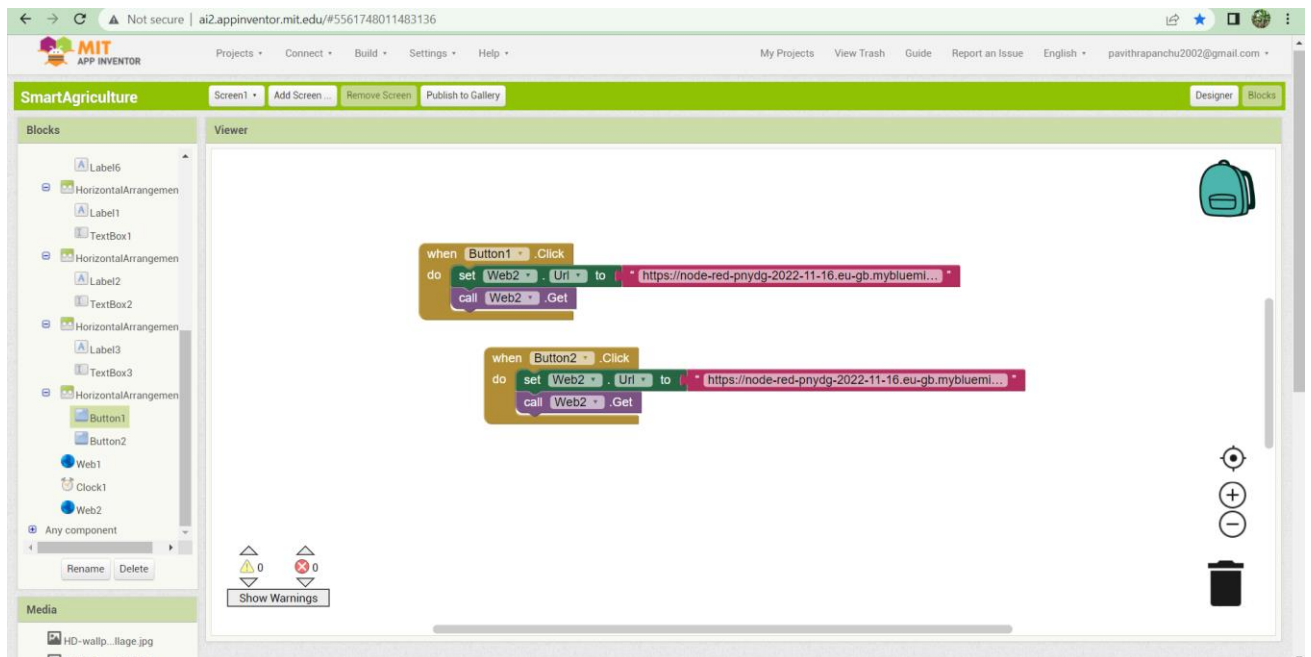 Not secure | ai2.appinventor.mit.edu/#5561748011483136
MIT
APP INVENTOR
Projects Connect Build Settings Help My Projects View Trash Guide Report an Issue English pavithrapanchu2002@gmail.com
SmartAgriculture Screen1 Add Screen ... Remove Screen Publish to Gallery Designer Blocks
Blocks
Viewer
Label6
HorizontalArrangemen
Label1
TextBox1
HorizontalArrangemen
Label2
TextBox2
HorizontalArrangemen
Label3
TextBox3
HorizontalArrangemen
Button1
Button2
Web1
Clock1
Web2
Any component
Rename Delete
Media
HD-wallp...llage.jpg
when Button1 .Click
do set Web2 . Url to " https://node-red-pnydg-2022-11-16.eu-gb.mybluemi... "
call Web2 .Get
when Button2 .Click
do set Web2 . Url to " https://node-red-pnydg-2022-11-16.eu-gb.mybluemi... "
call Web2 .Get
0 0
Show Warnings